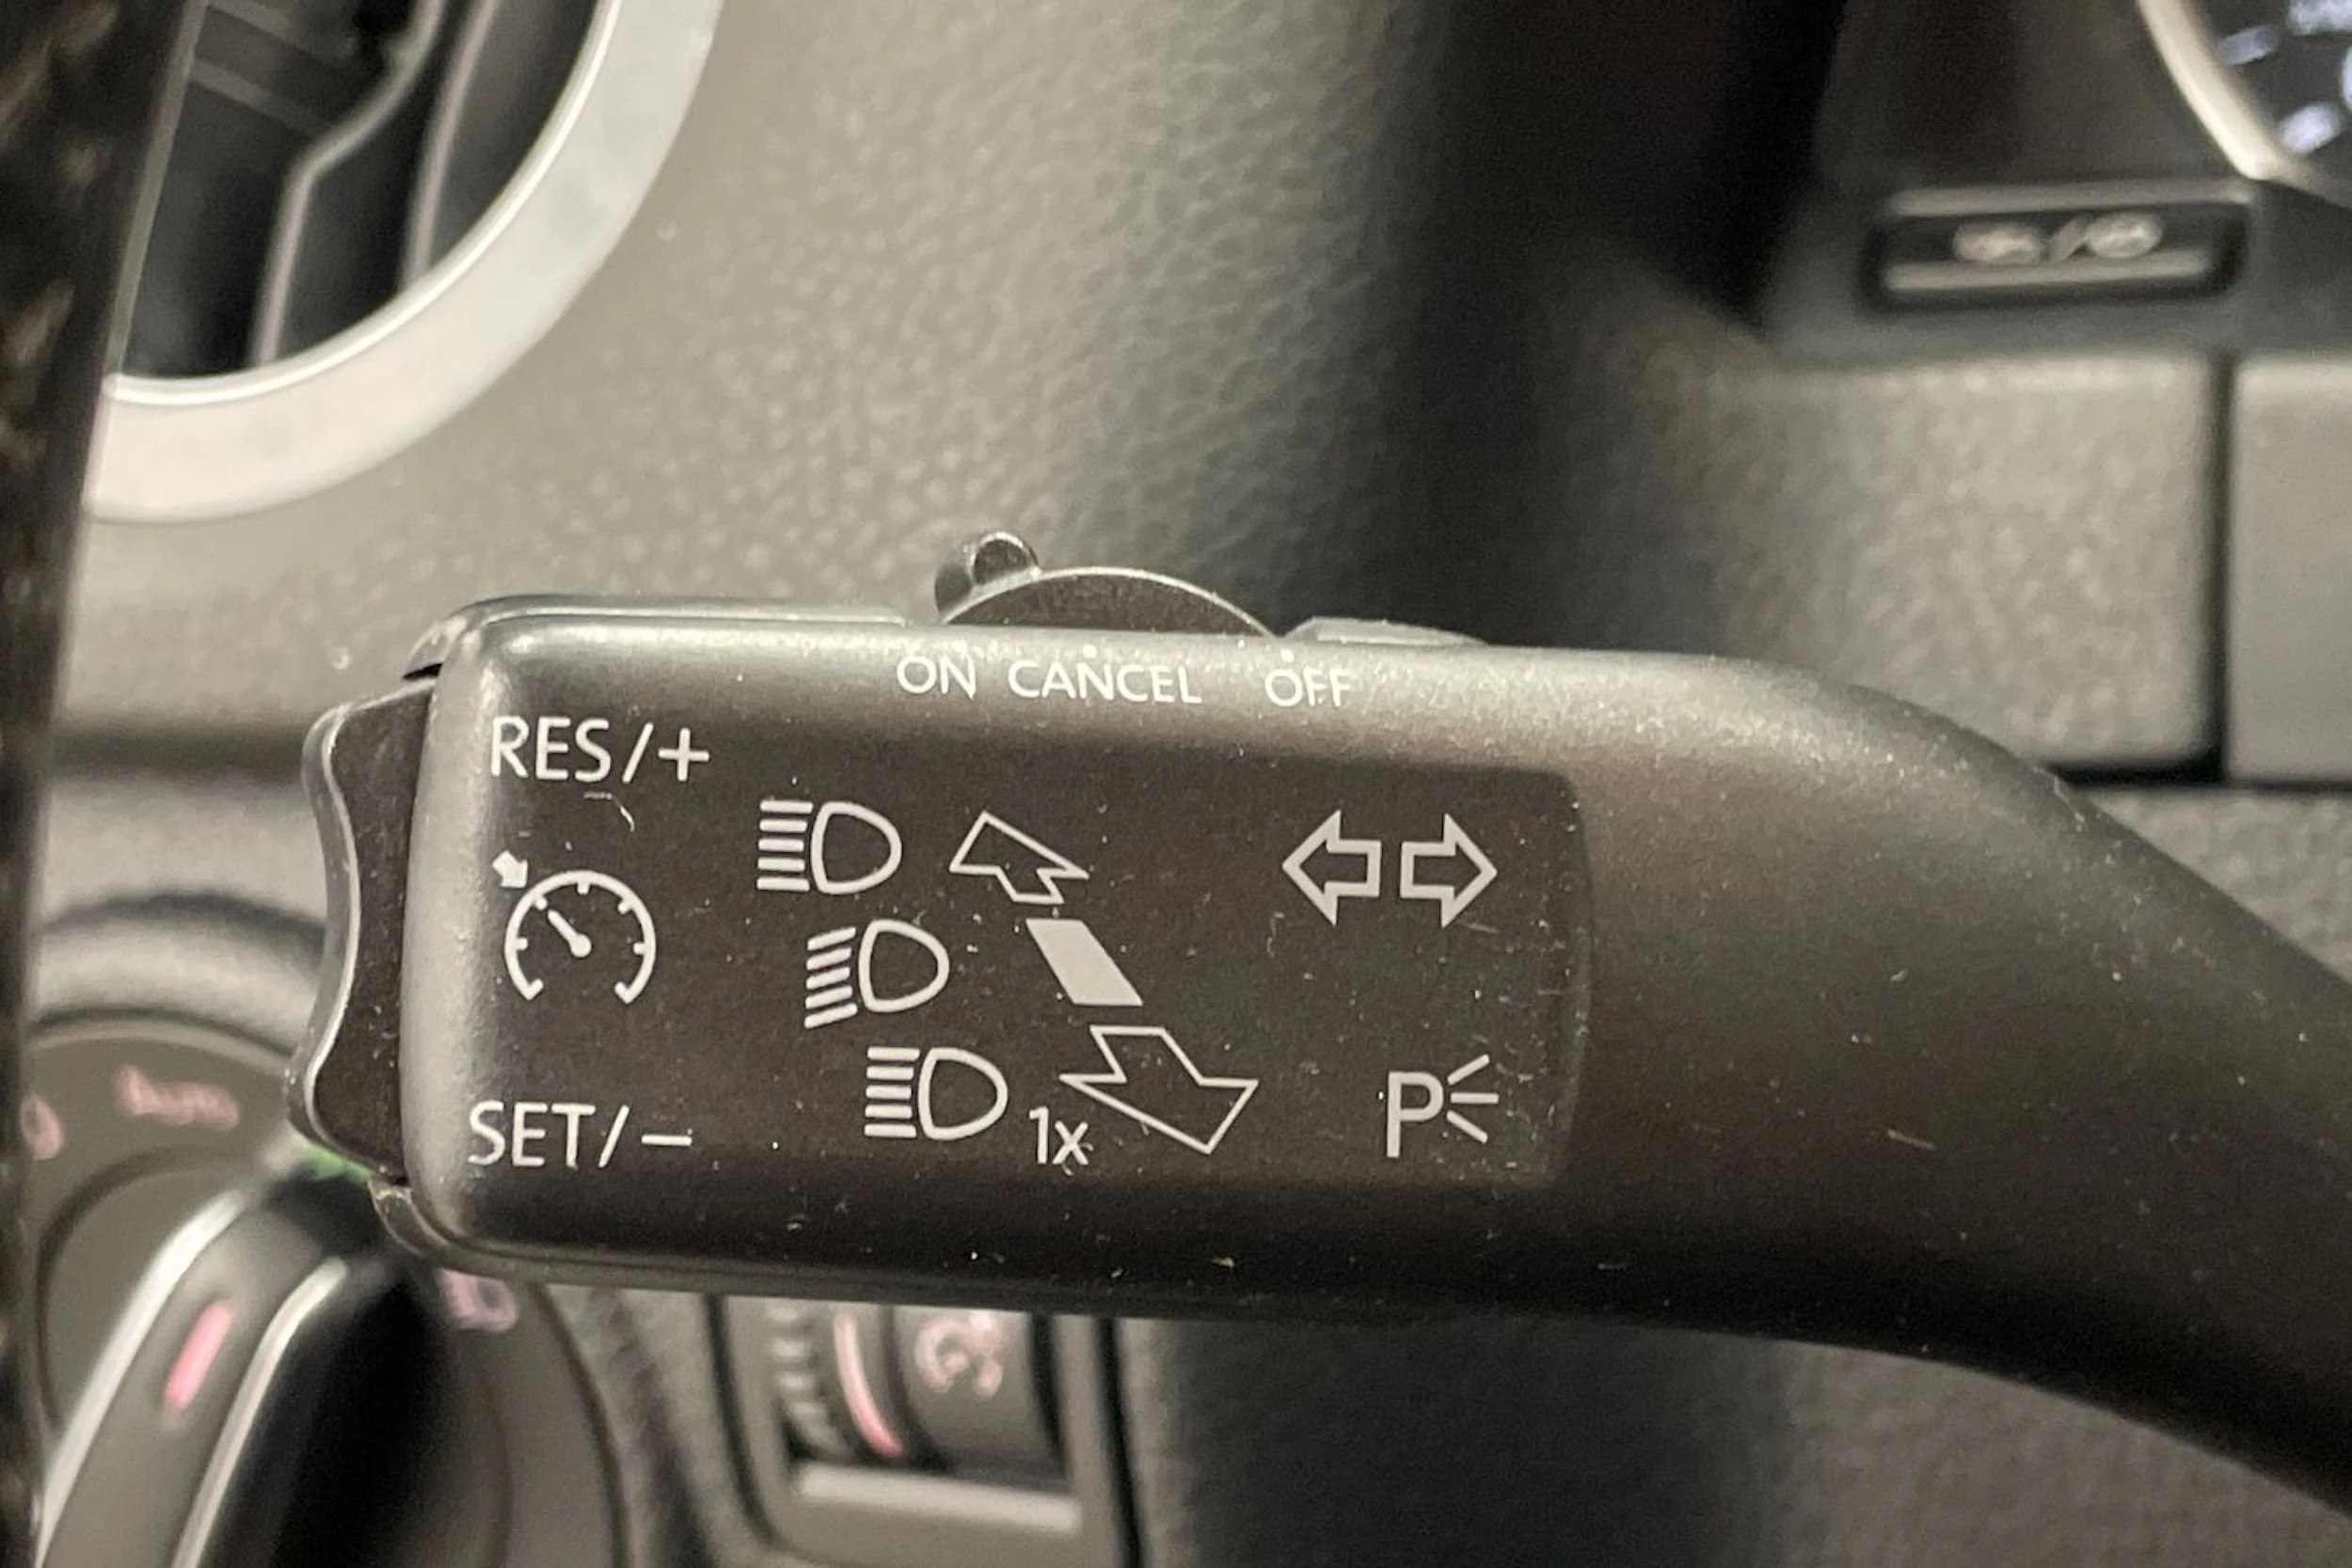 ON CANCEL OFF
RES/+
SET/–
1x
P